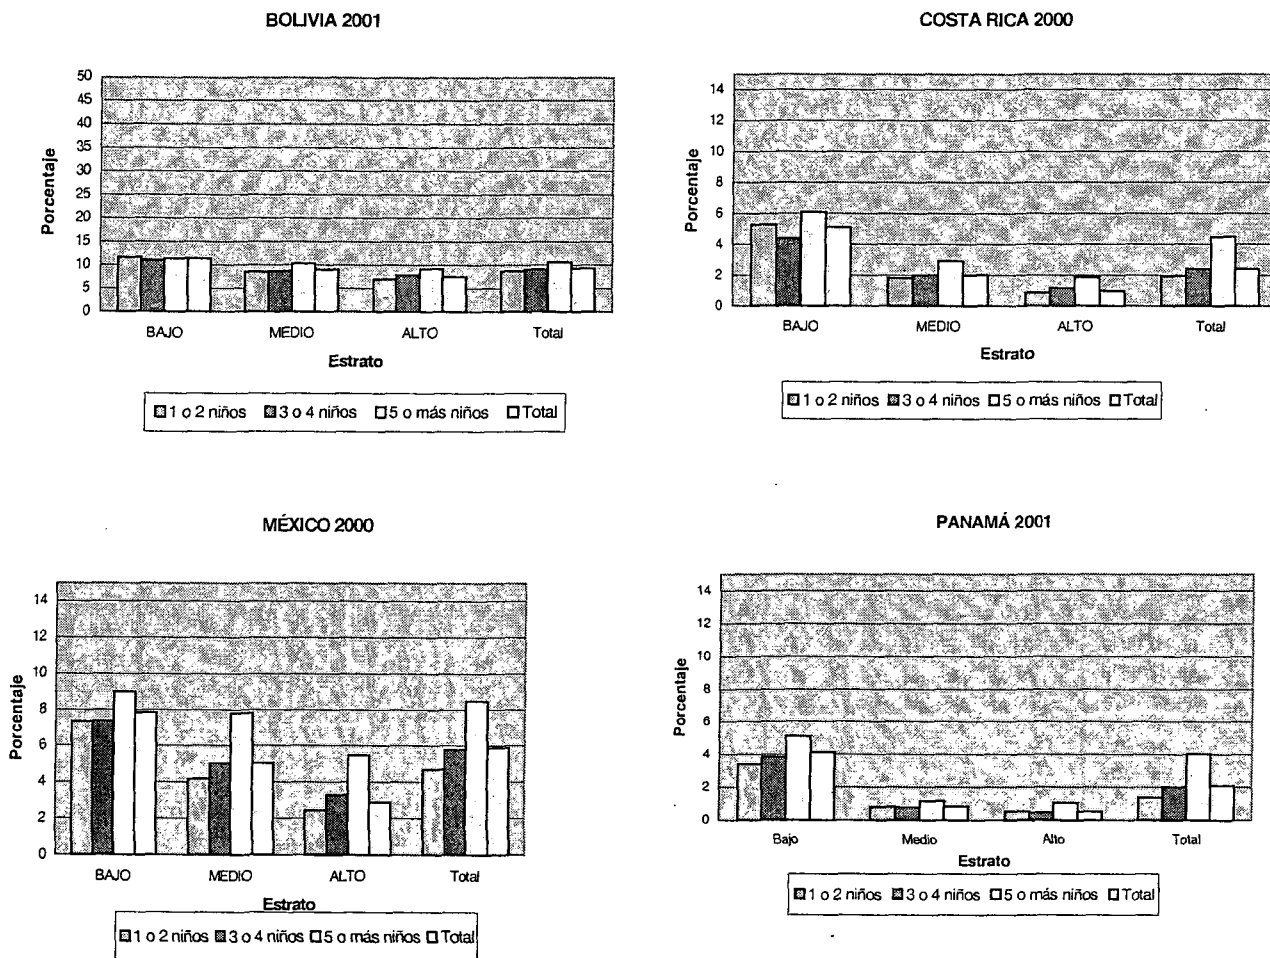 BOLIVIA 2001
Porcentaje
50
45
40
35
30
25
20
15
10
5
0
BAJO MEDIO ALTO Total
Estrato
1 o 2 niños 3 o 4 niños 5 o más niños Total
COSTA RICA 2000
Porcentaje
14
12
10
8
6
4
2
0
BAJO MEDIO ALTO Total
Estrato
1 o 2 niños 3 o 4 niños 5 o más niños Total
MÉXICO 2000
Porcentaje
14
12
10
8
6
4
2
0
BAJO MEDIO ALTO Total
Estrato
1 o 2 niños 3 o 4 niños 5 o más niños Total
PANAMÁ 2001
Porcentaje
14
12
10
8
6
4
2
0
Bajo Medio Alto Total
Estrato
1 o 2 niños 3 o 4 niños 5 o más niños Total